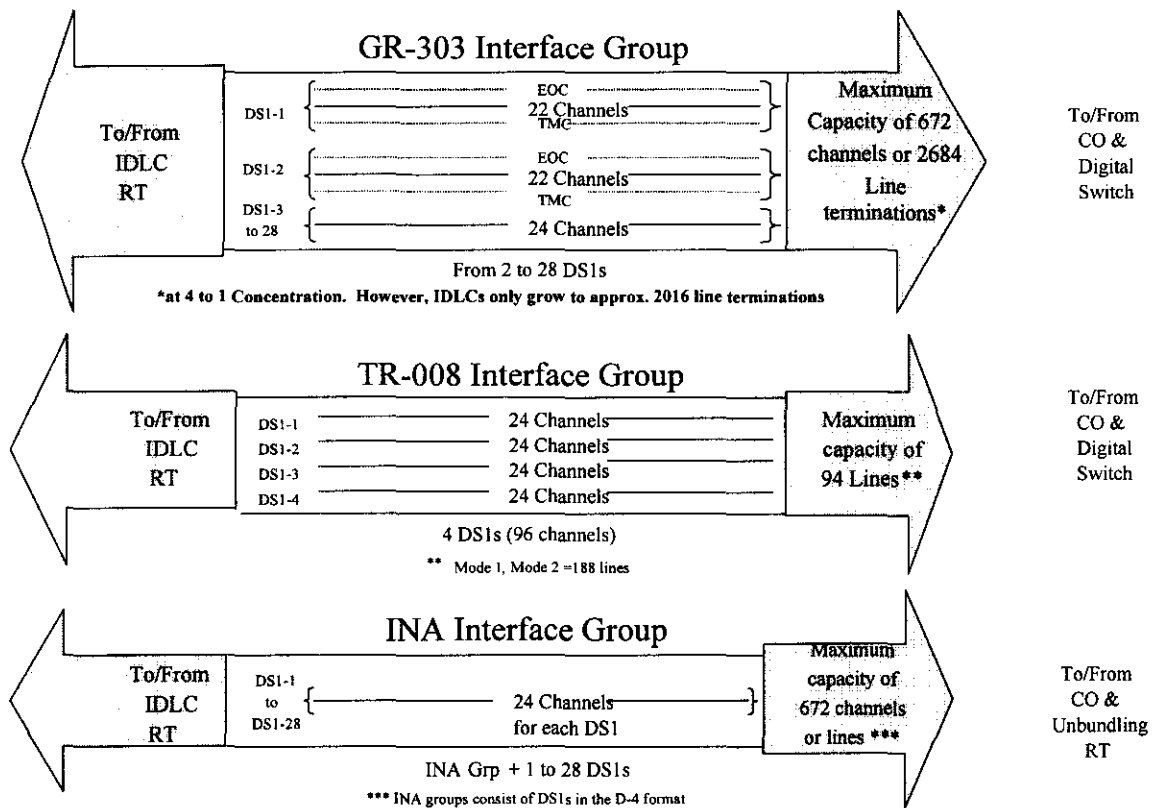 GR-303 Interface Group
To/From
IDLC
RT
DS1-1
EOC
22 Channels
TMC
DS1-2
EOC
22 Channels
TMC
DS1-3
to 28
24 Channels
Maximum
Capacity of 672
channels or 2684
Line
terminations*
To/From
CO &
Digital
Switch
From 2 to 28 DS1s
*at 4 to 1 Concentration. However, IDLCs only grow to approx. 2016 line terminations
TR-008 Interface Group
To/From
IDLC
RT
DS1-1
24 Channels
DS1-2
24 Channels
DS1-3
24 Channels
DS1-4
24 Channels
Maximum
capacity of
94 Lines**
To/From
CO &
Digital
Switch
4 DS1s (96 channels)
** Mode 1, Mode 2 =188 lines
INA Interface Group
To/From
IDLC
RT
DS1-1
to
DS1-28
24 Channels
for each DS1
Maximum
capacity of
672 channels
or lines ***
To/From
CO &
Unbundling
RT
INA Grp + 1 to 28 DS1s
*** INA groups consist of DS1s in the D-4 format